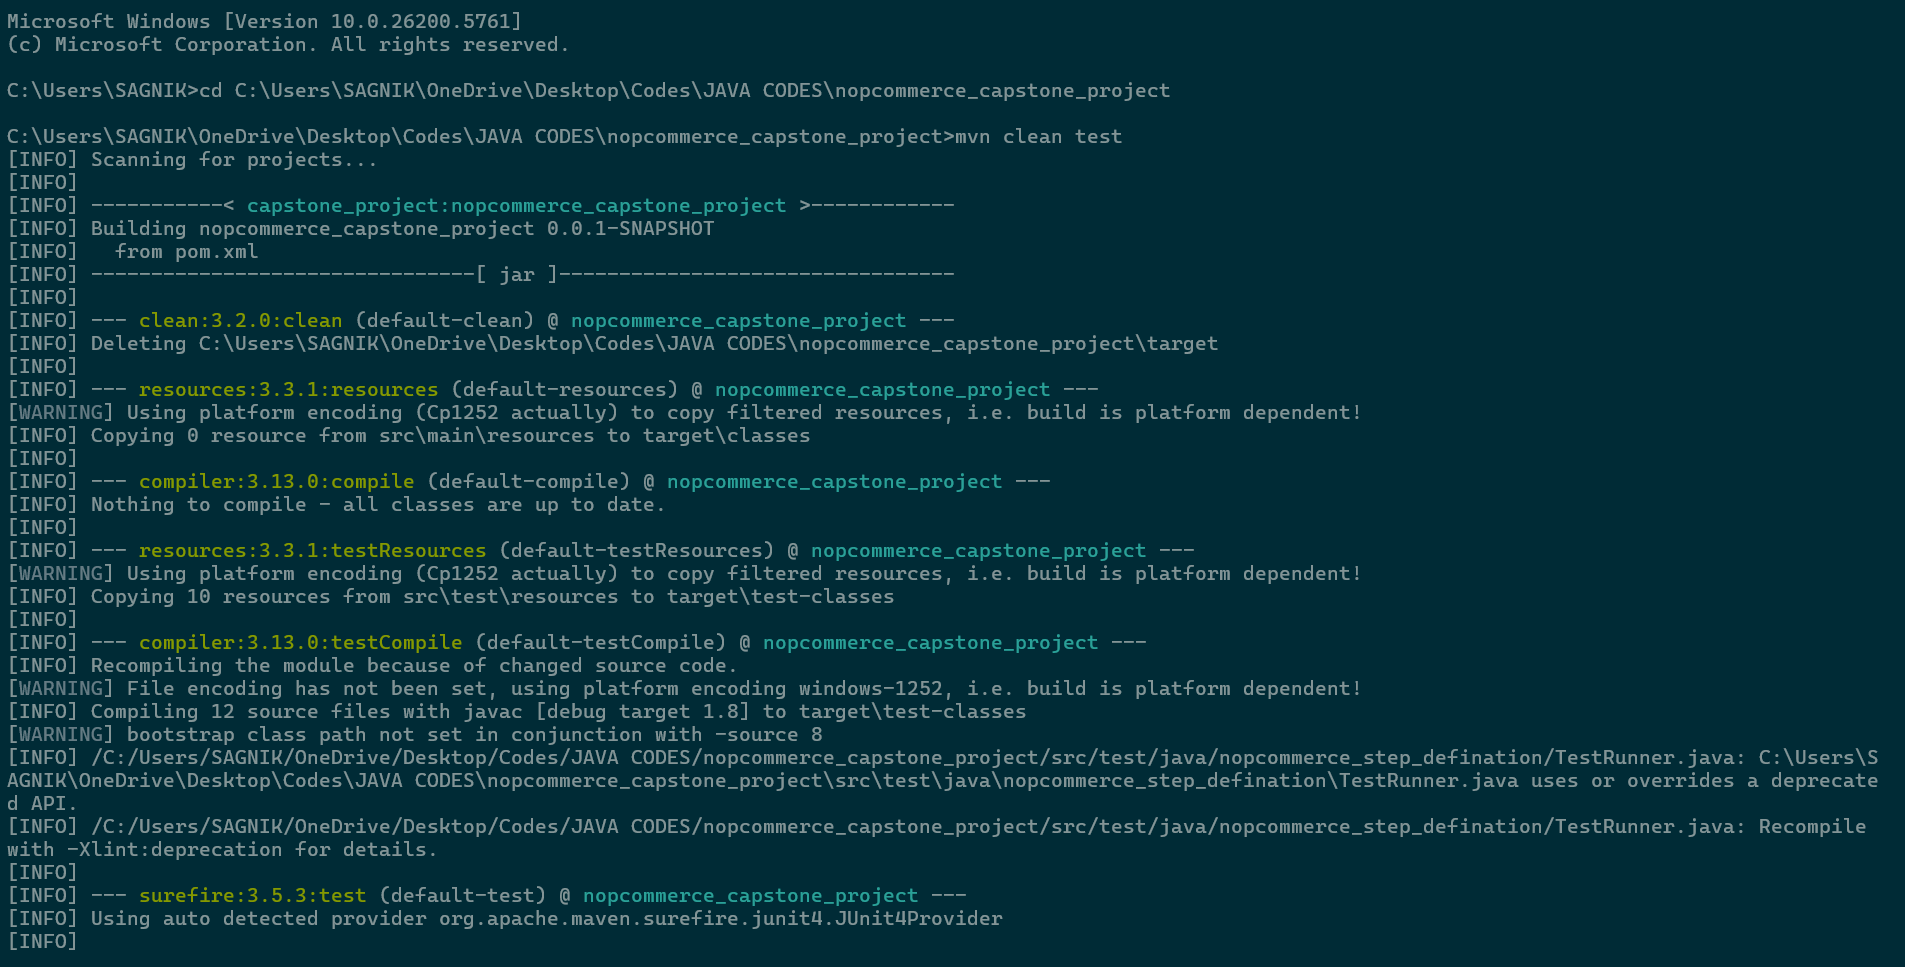 Microsoft Windows [Version 10.0.26200.5761]
(c) Microsoft Corporation. All rights reserved.
C:\Users\SAGNIK>cd C:\Users\SAGNIK\OneDrive\Desktop\Codes\JAVA CODES\nopcommerce_capstone_project
C:\Users\SAGNIK\OneDrive\Desktop\Codes\JAVA CODES\nopcommerce_capstone_project>mvn clean test
[INFO] Scanning for projects...
[INFO]
[INFO] -----------< capstone_project:nopcommerce_capstone_project >------------
[INFO] Building nopcommerce_capstone_project 0.0.1-SNAPSHOT
[INFO]   from pom.xml
[INFO] --------------------------------[ jar ]---------------------------------
[INFO]
[INFO] --- clean:3.2.0:clean (default-clean) @ nopcommerce_capstone_project ---
[INFO] Deleting C:\Users\SAGNIK\OneDrive\Desktop\Codes\JAVA CODES\nopcommerce_capstone_project\target
[INFO]
[INFO] --- resources:3.3.1:resources (default-resources) @ nopcommerce_capstone_project ---
[WARNING] Using platform encoding (Cp1252 actually) to copy filtered resources, i.e. build is platform dependent!
[INFO] Copying 0 resource from src\main\resources to target\classes
[INFO]
[INFO] --- compiler:3.13.0:compile (default-compile) @ nopcommerce_capstone_project ---
[INFO] Nothing to compile - all classes are up to date.
[INFO]
[INFO] --- resources:3.3.1:testResources (default-testResources) @ nopcommerce_capstone_project ---
[WARNING] Using platform encoding (Cp1252 actually) to copy filtered resources, i.e. build is platform dependent!
[INFO] Copying 10 resources from src\test\resources to target\test-classes
[INFO]
[INFO] --- compiler:3.13.0:testCompile (default-testCompile) @ nopcommerce_capstone_project ---
[INFO] Recompiling the module because of changed source code.
[WARNING] File encoding has not been set, using platform encoding windows-1252, i.e. build is platform dependent!
[INFO] Compiling 12 source files with javac [debug target 1.8] to target\test-classes
[WARNING] bootstrap class path not set in conjunction with -source 8
[INFO] /C:/Users/SAGNIK/OneDrive/Desktop/Codes/JAVA CODES/nopcommerce_capstone_project/src/test/java/nopcommerce_step_defination/TestRunner.java: C:\Users\S
AGNIK\OneDrive\Desktop\Codes\JAVA CODES\nopcommerce_capstone_project\src\test\java\nopcommerce_step_defination\TestRunner.java uses or overrides a deprecate
d API.
[INFO] /C:/Users/SAGNIK/OneDrive/Desktop/Codes/JAVA CODES/nopcommerce_capstone_project/src/test/java/nopcommerce_step_defination/TestRunner.java: Recompile
with -Xlint:deprecation for details.
[INFO]
[INFO] --- surefire:3.5.3:test (default-test) @ nopcommerce_capstone_project ---
[INFO] Using auto detected provider org.apache.maven.surefire.junit4.JUnit4Provider
[INFO]